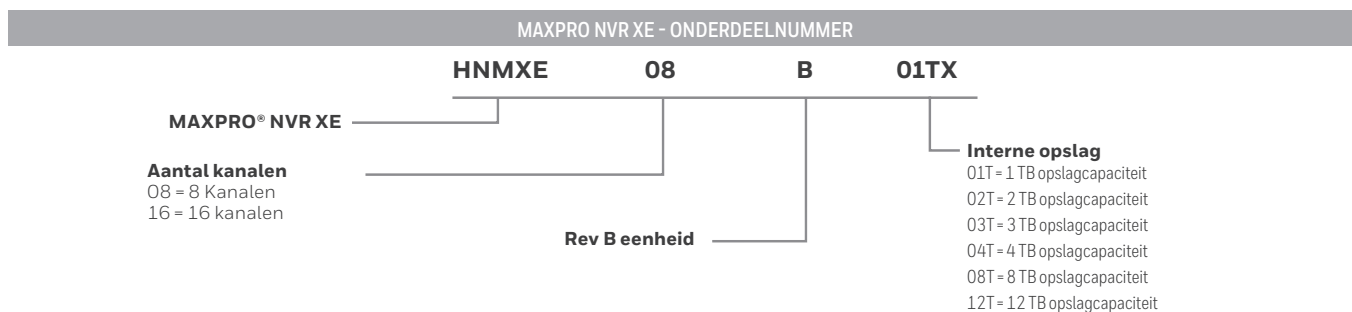 MAXPRO NVR XE - ONDERDEELNUMMER
HNMXE 08 B 01TX
MAXPRO® NVR XE
Aantal kanalen
08 = 8 Kanalen
16 = 16 kanalen
Rev B eenheid
Interne opslag
01T = 1 TB opslagcapaciteit
02T = 2 TB opslagcapaciteit
03T = 3 TB opslagcapaciteit
04T = 4 TB opslagcapaciteit
08T = 8 TB opslagcapaciteit
12T = 12 TB opslagcapaciteit